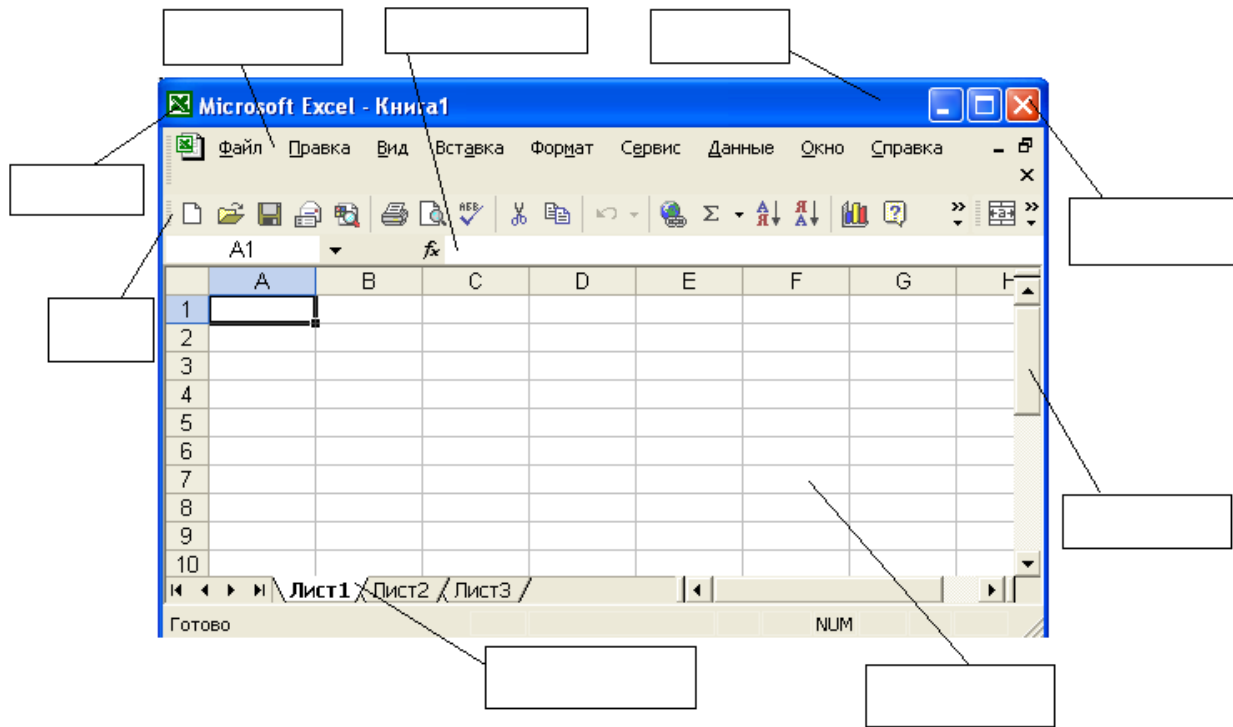 Microsoft Excel - Книга1
Файл Правка Вид Вставка Формат Сервис Данные Окно Справка
АБВ Σ А Я Я А ?
A1 fx
A B C D E F G H
1
2
3
4
5
6
7
8
9
10
Лист1 Лист2 Лист3
Готово NUM